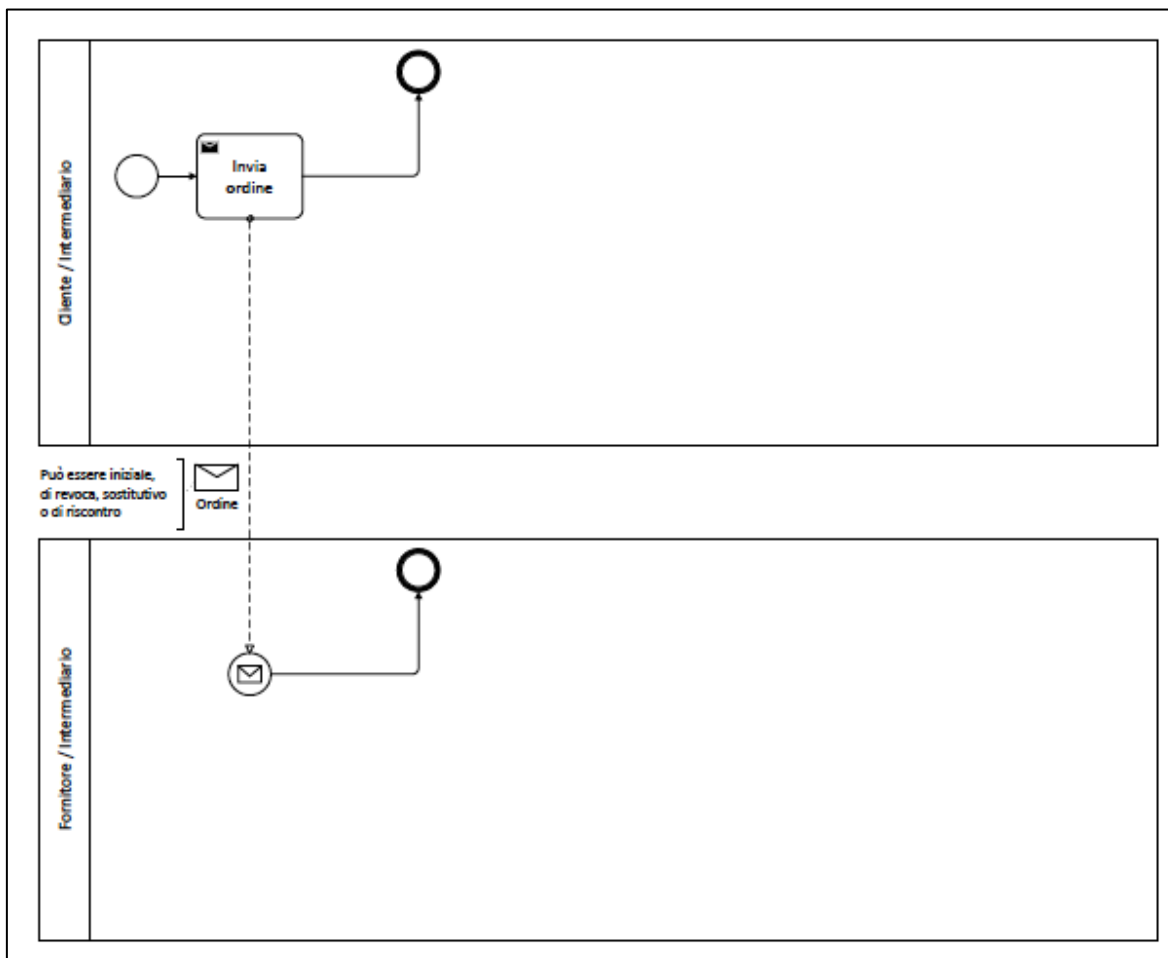 Cliente / Intermediario
Invia
ordine
Può essere iniziale,
di revoca, sostitutivo
o di riscontro
Ordine
Fornitore / Intermediario